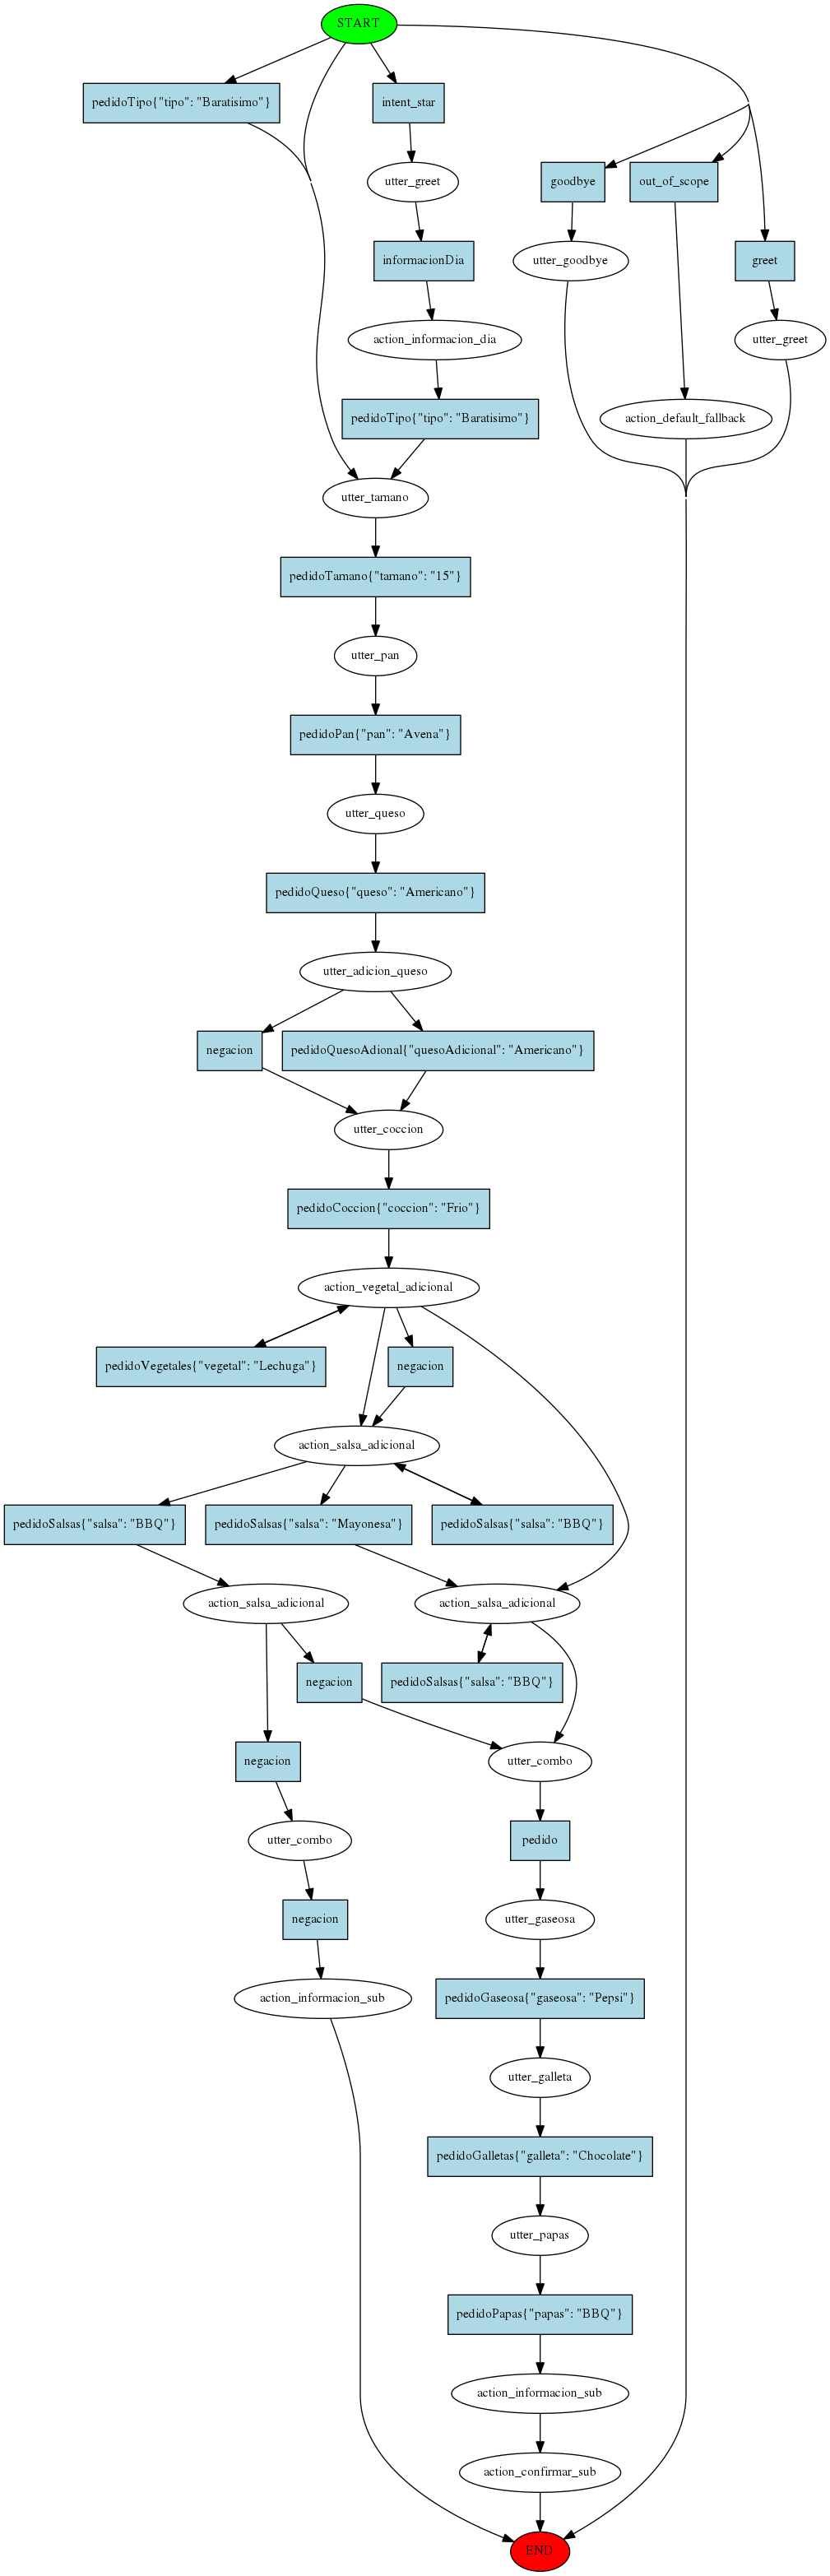 START
pedidoTipo{"tipo": "Baratisimo"}
intent_star
utter_greet
goodbye
out_of_scope
informacionDia
utter_goodbye
greet
action_informacion_dia
utter_greet
pedidoTipo{"tipo": "Baratisimo"}
action_default_fallback
utter_tamano
pedidoTamano{"tamano": "15"}
utter_pan
pedidoPan{"pan": "Avena"}
utter_queso
pedidoQueso{"queso": "Americano"}
utter_adicion_queso
negacion
pedidoQuesoAdional{"quesoAdicional": "Americano"}
utter_coccion
pedidoCoccion{"coccion": "Frio"}
action_vegetal_adicional
pedidoVegetales{"vegetal": "Lechuga"}
negacion
action_salsa_adicional
pedidoSalsas{"salsa": "BBQ"}
pedidoSalsas{"salsa": "Mayonesa"}
pedidoSalsas{"salsa": "BBQ"}
action_salsa_adicional
action_salsa_adicional
negacion
pedidoSalsas{"salsa": "BBQ"}
negacion
utter_combo
utter_combo
pedido
negacion
utter_gaseosa
action_informacion_sub
pedidoGaseosa{"gaseosa": "Pepsi"}
utter_galleta
pedidoGalletas{"galleta": "Chocolate"}
utter_papas
pedidoPapas{"papas": "BBQ"}
action_informacion_sub
action_confirmar_sub
END